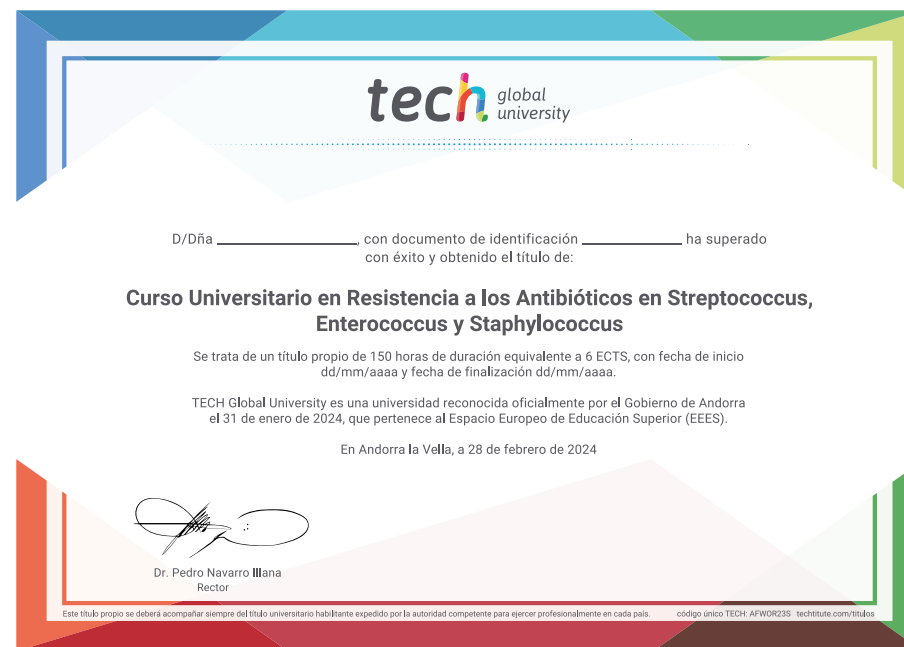 tech global university
D/Dña ____________________, con documento de identificación ______________ ha superado
con éxito y obtenido el título de:
Curso Universitario en Resistencia a los Antibióticos en Streptococcus,
Enterococcus y Staphylococcus
Se trata de un título propio de 150 horas de duración equivalente a 6 ECTS, con fecha de inicio
dd/mm/aaaa y fecha de finalización dd/mm/aaaa.
TECH Global University es una universidad reconocida oficialmente por el Gobierno de Andorra
el 31 de enero de 2024, que pertenece al Espacio Europeo de Educación Superior (EEES).
En Andorra la Vella, a 28 de febrero de 2024
Dr. Pedro Navarro Illana
Rector
Este título propio se deberá acompañar siempre del título universitario habilitante expedido por la autoridad competente para ejercer profesionalmente en cada país. código único TECH: AFWOR23S techtitute.com/titulos